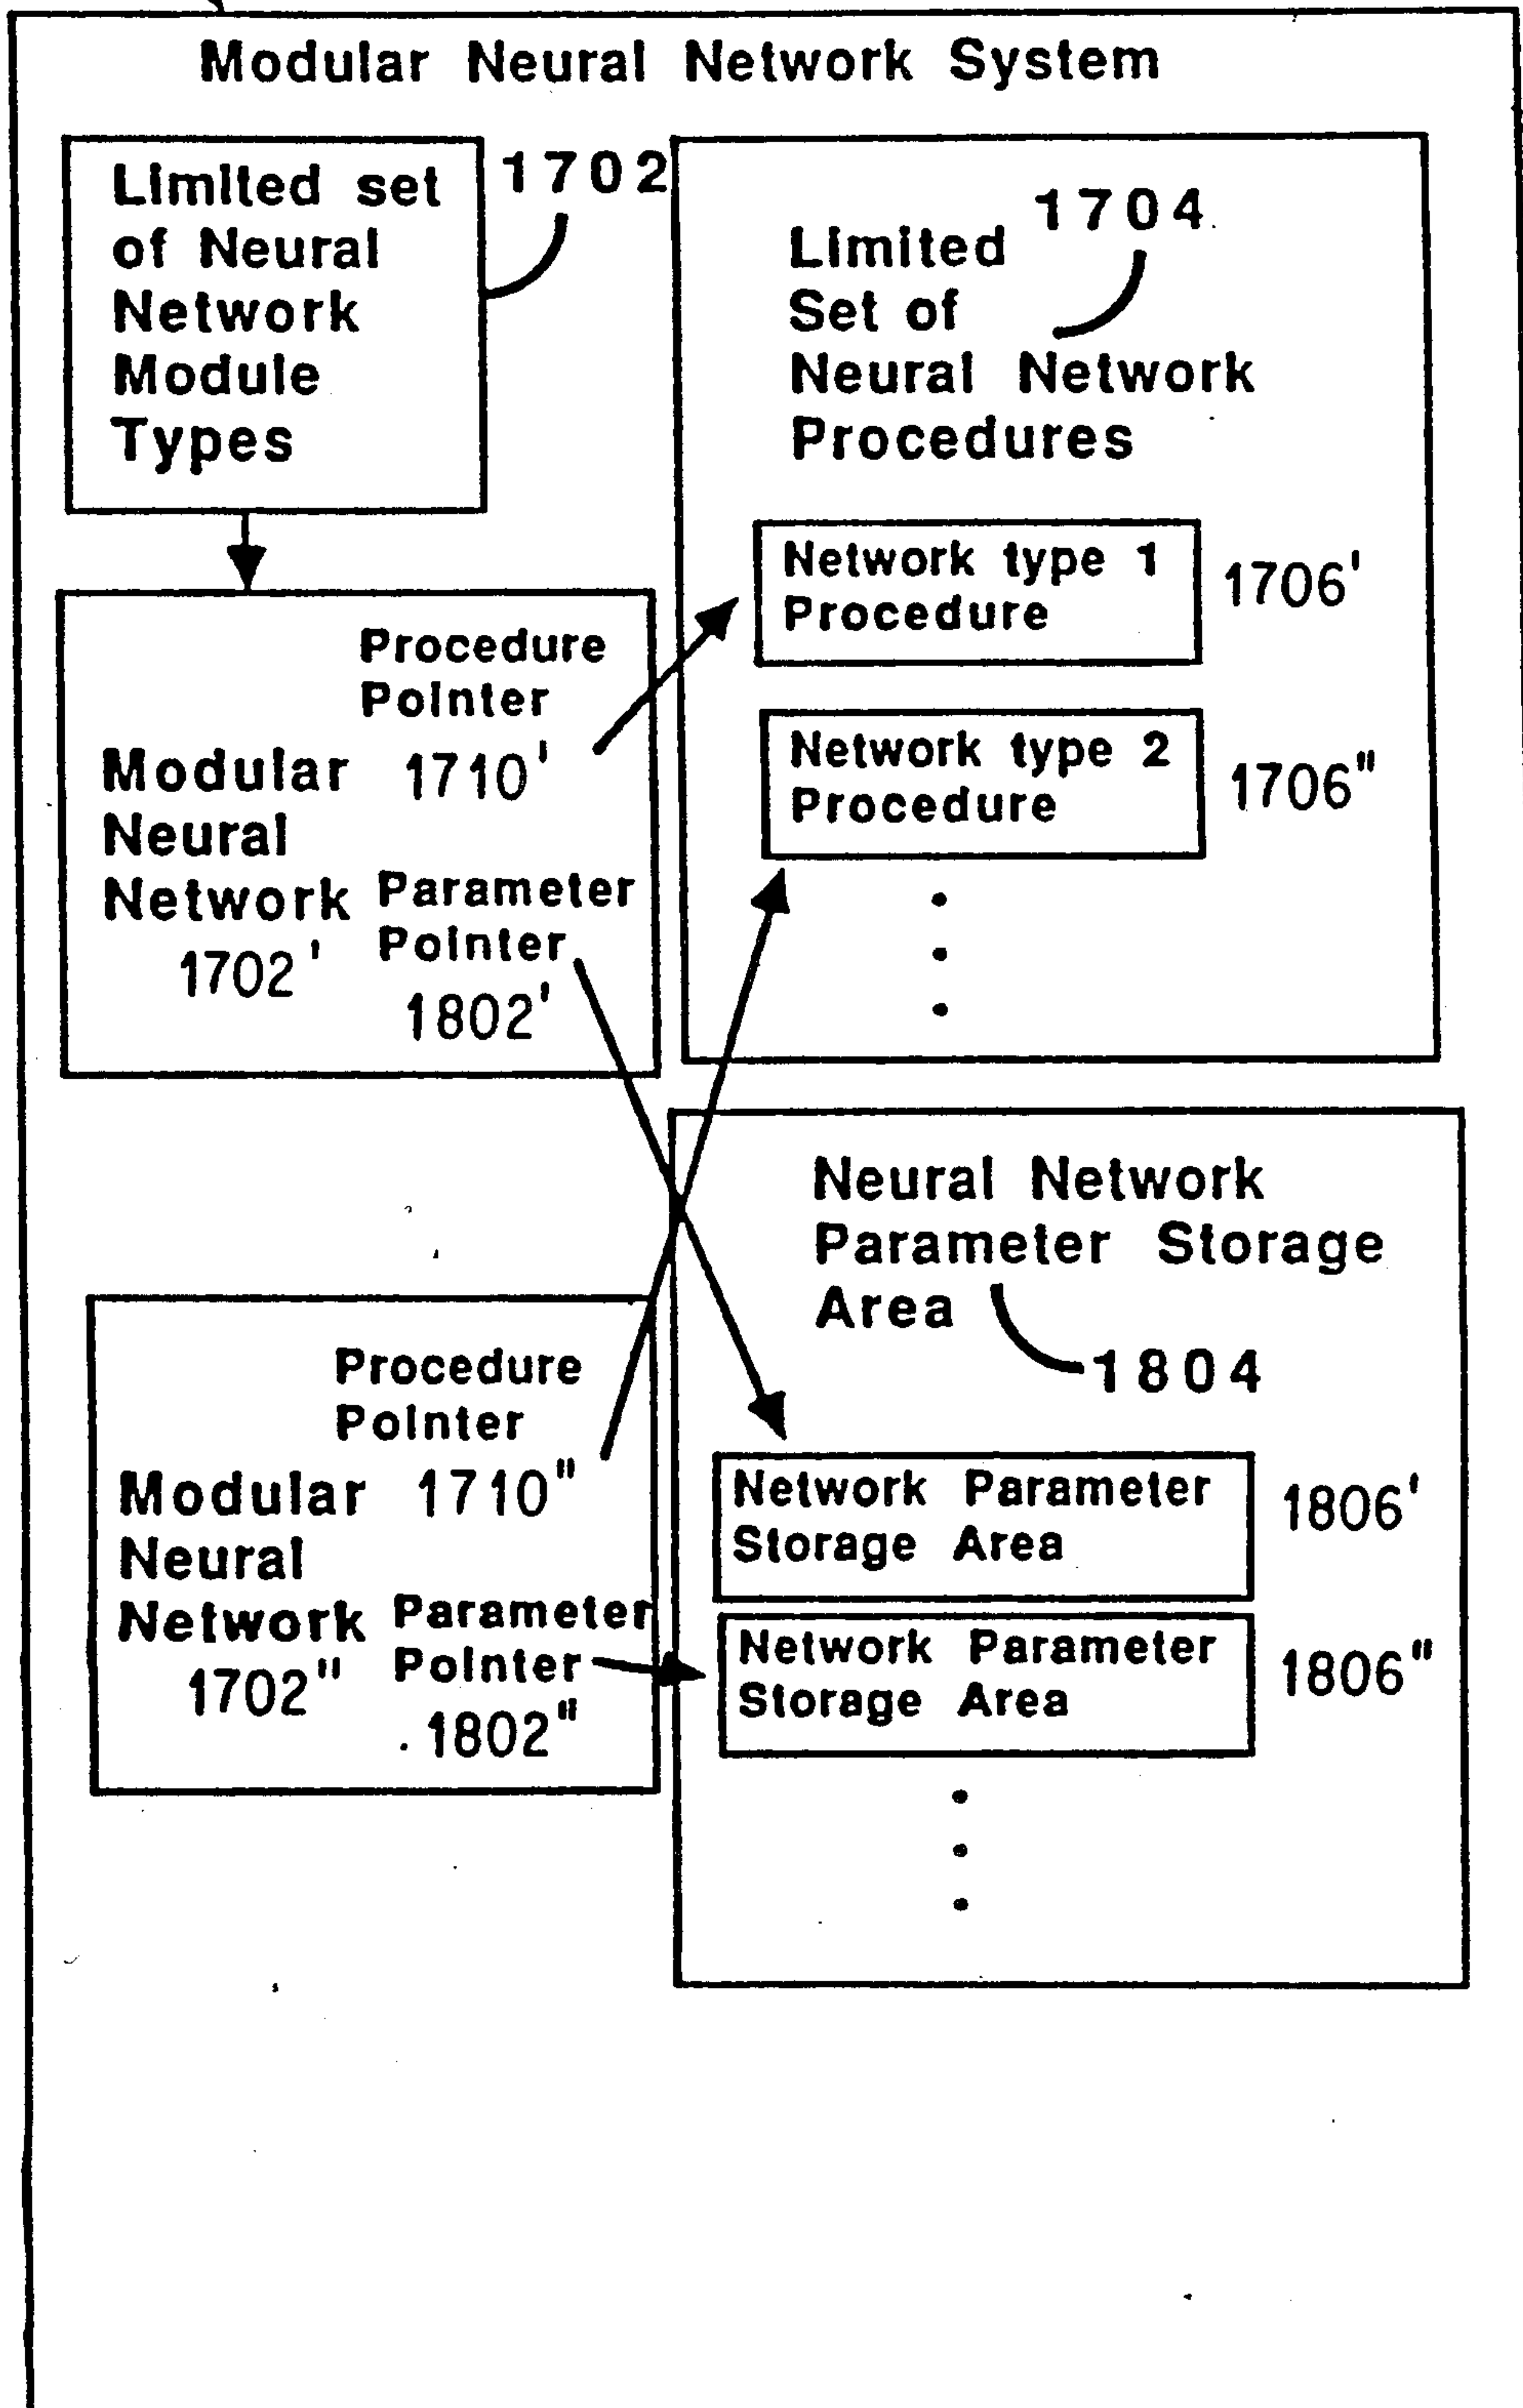 Modular Neural Network System
Limited set
of Neural
Network
Module
Types
1702
Limited
Set of
Neural Network
Procedures
1704
Network type 1
Procedure
1706'
Network type 2
Procedure
1706"
Procedure
Pointer
1710'
Modular
Neural
Network
1702'
Parameter
Pointer
1802'
Neural Network
Parameter Storage
Area
1804
Procedure
Pointer
1710"
Modular
Neural
Network
1702"
Parameter
Pointer
1802"
Network Parameter
Storage Area
1806'
Network Parameter
Storage Area
1806"